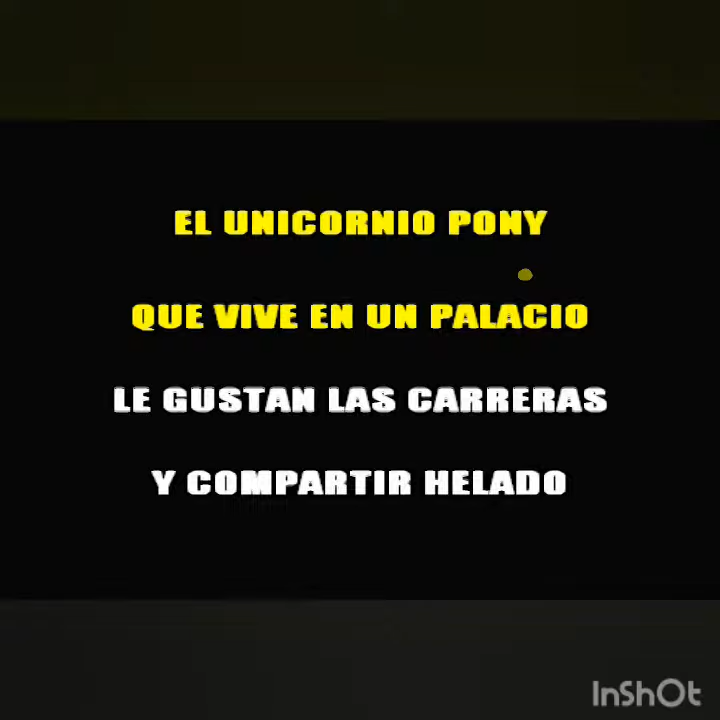 EL UNICORNIO PONY
QUE VIVE EN UN PALACIO
LE GUSTAN LAS CARRERAS
Y COMPARTIR HELADO
InShOt